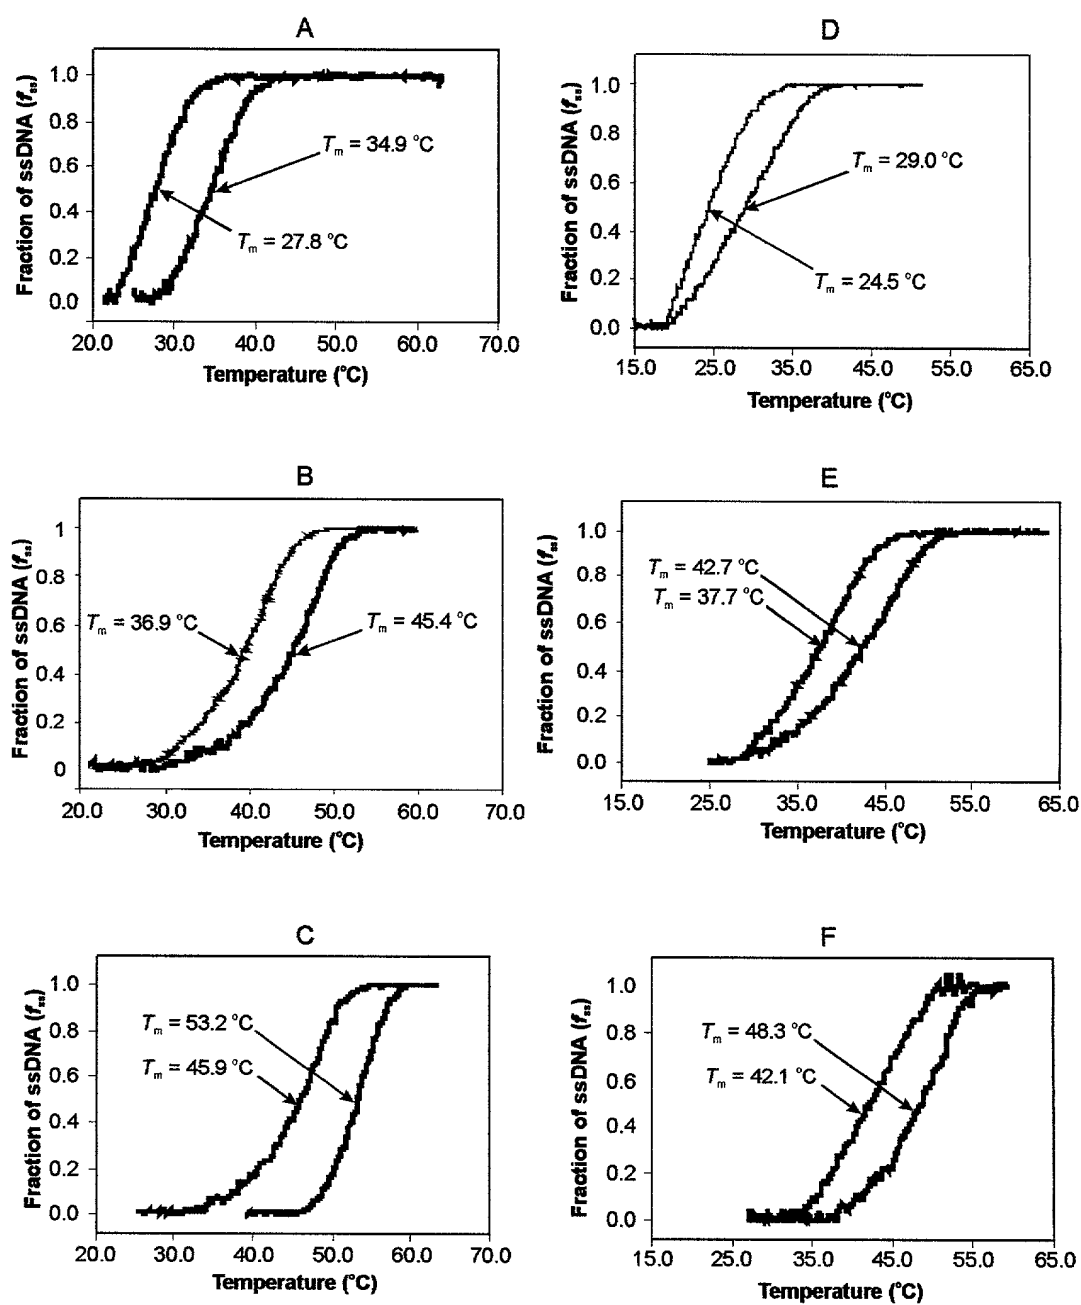 A
Fraction of ssDNA (fss)
1.0
0.8
0.6
0.4
0.2
0.0
Tm = 34.9 °C
Tm = 27.8 °C
20.0 30.0 40.0 50.0 60.0 70.0
Temperature (°C)
D
Fraction of ssDNA (fss)
1.0
0.8
0.6
0.4
0.2
0.0
Tm = 29.0 °C
Tm = 24.5 °C
15.0 25.0 35.0 45.0 55.0 65.0
Temperature (°C)
B
Fraction of ssDNA (fss)
1
0.8
0.6
0.4
0.2
0
Tm = 36.9 °C
Tm = 45.4 °C
20.0 30.0 40.0 50.0 60.0 70.0
Temperature (°C)
E
Fraction of ssDNA (fss)
1.0
0.8
0.6
0.4
0.2
0.0
Tm = 42.7 °C
Tm = 37.7 °C
15.0 25.0 35.0 45.0 55.0 65.0
Temperature (°C)
C
Fraction of ssDNA (fss)
1.0
0.8
0.6
0.4
0.2
0.0
Tm = 53.2 °C
Tm = 45.9 °C
20.0 30.0 40.0 50.0 60.0 70.0
Temperature (°C)
F
Fraction of ssDNA (fss)
1.0
0.8
0.6
0.4
0.2
0.0
Tm = 48.3 °C
Tm = 42.1 °C
15.0 25.0 35.0 45.0 55.0 65.0
Temperature (°C)